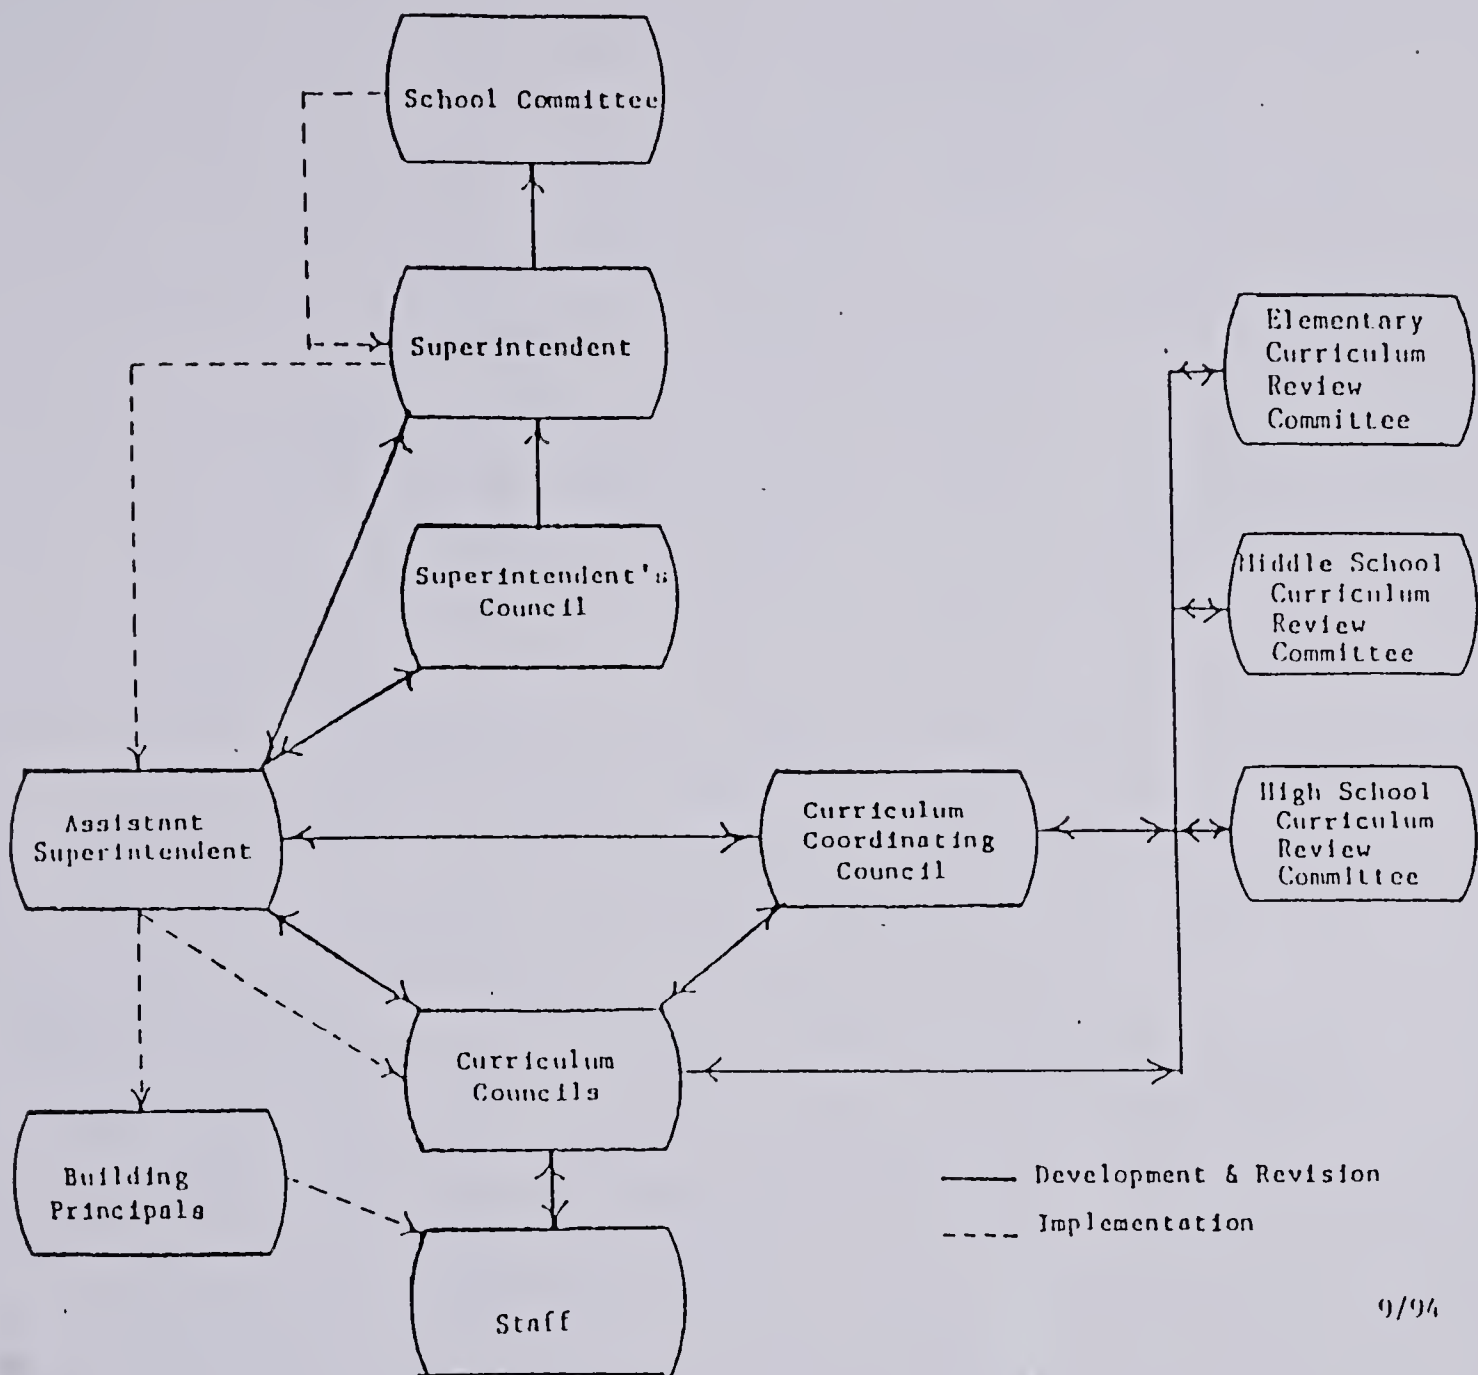 School Committee
Superintendent
Elementary
Curriculum
Review
Committee
Superintendent's
Council
Middle School
Curriculum
Review
Committee
Assistant
Superintendent
Curriculum
Coordinating
Council
High School
Curriculum
Review
Committee
Curriculum
Councils
Building
Principals
Development & Revision
Implementation
Staff
9/94